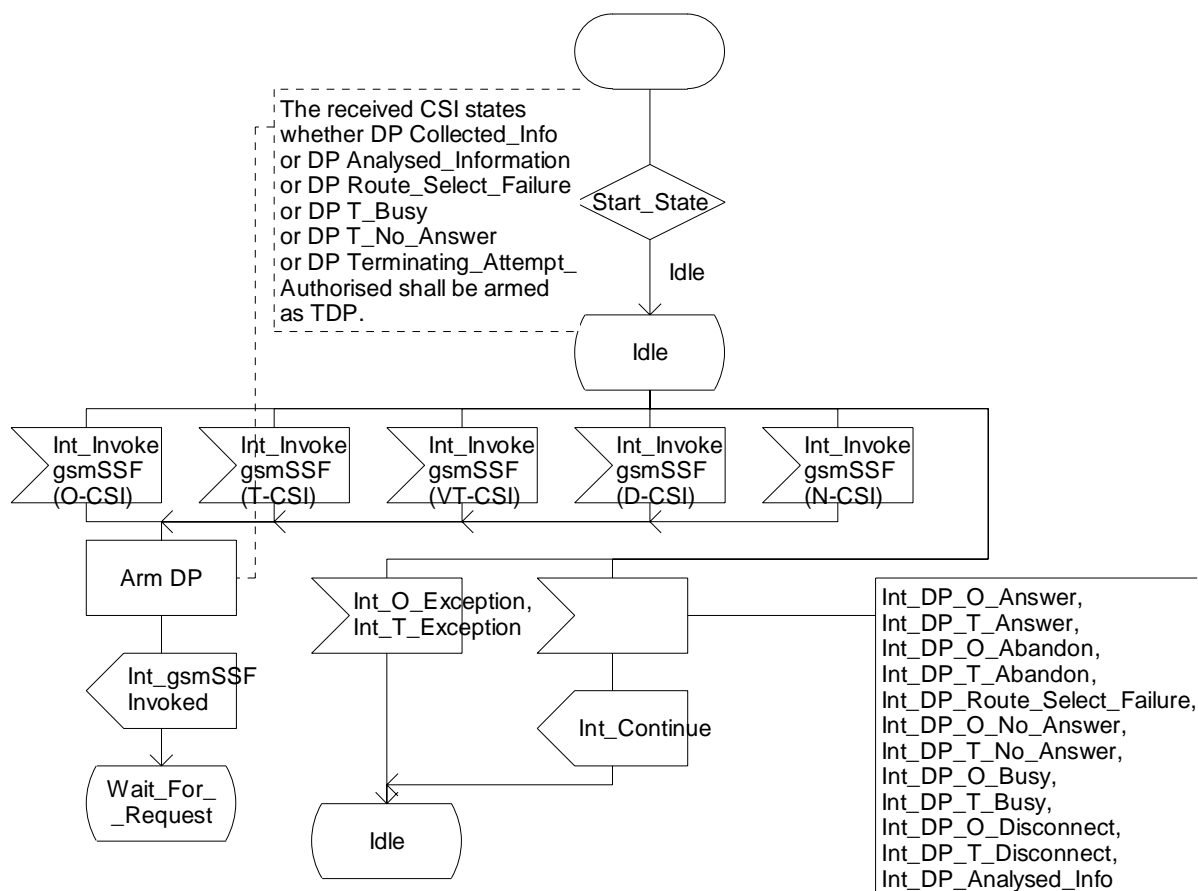 The received CSI states
whether DP Collected_Info
or DP Analysed_Information
or DP Route_Select_Failure
or DP T_Busy
or DP T_No_Answer
or DP Terminating_Attempt_
Authorised shall be armed
as TDP.
Start_State
Idle
Idle
Int_Invoke
gsmSSF
(O-CSI)
Int_Invoke
gsmSSF
(T-CSI)
Int_Invoke
gsmSSF
(VT-CSI)
Int_Invoke
gsmSSF
(D-CSI)
Int_Invoke
gsmSSF
(N-CSI)
Arm DP
Int_O_Exception,
Int_T_Exception
Int_DP_O_Answer,
Int_DP_T_Answer,
Int_DP_O_Abandon,
Int_DP_T_Abandon,
Int_DP_Route_Select_Failure,
Int_DP_O_No_Answer,
Int_DP_T_No_Answer,
Int_DP_O_Busy,
Int_DP_T_Busy,
Int_DP_O_Disconnect,
Int_DP_T_Disconnect,
Int_DP_Analysed_Info
Int_gsmSSF
Invoked
Int_Continue
Wait_For_
_Request
Idle